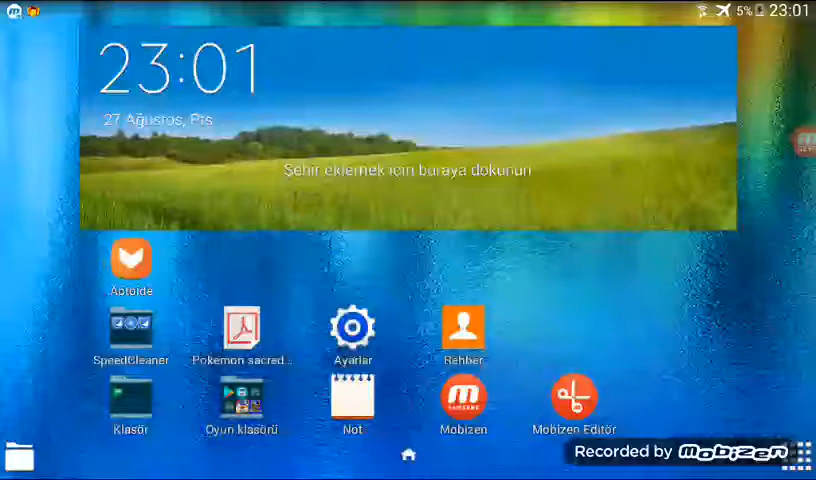 5% 23:01
23:01
27 Ağustos, Pts
Şehir eklemek için buraya dokunun
Aptoide
SpeedCleaner
Pokemon sacred...
Ayarlar
Rehber
Klasör
Oyun klasörü
Not
Mobizen
Mobizen Editör
Recorded by Mobizen